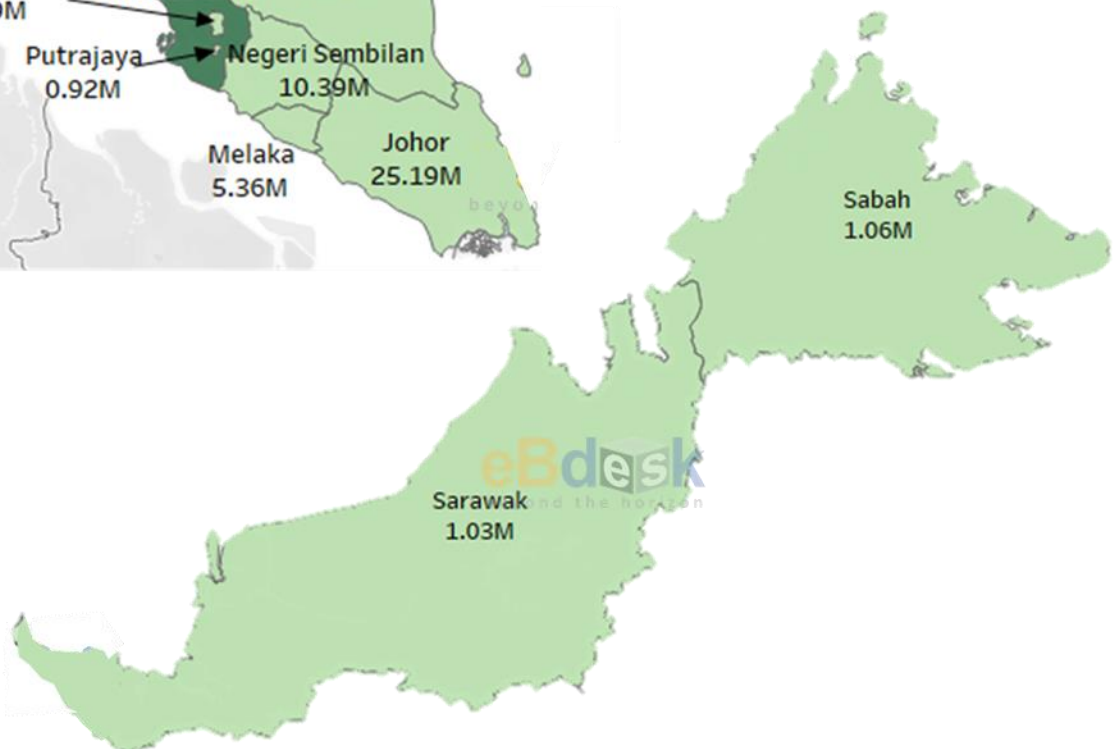 M
Putrajaya
0.92M
Negeri Sembilan
10.39M
Melaka
5.36M
Johor
25.19M
Sabah
1.06M
eBdesk
Sarawak
1.03M